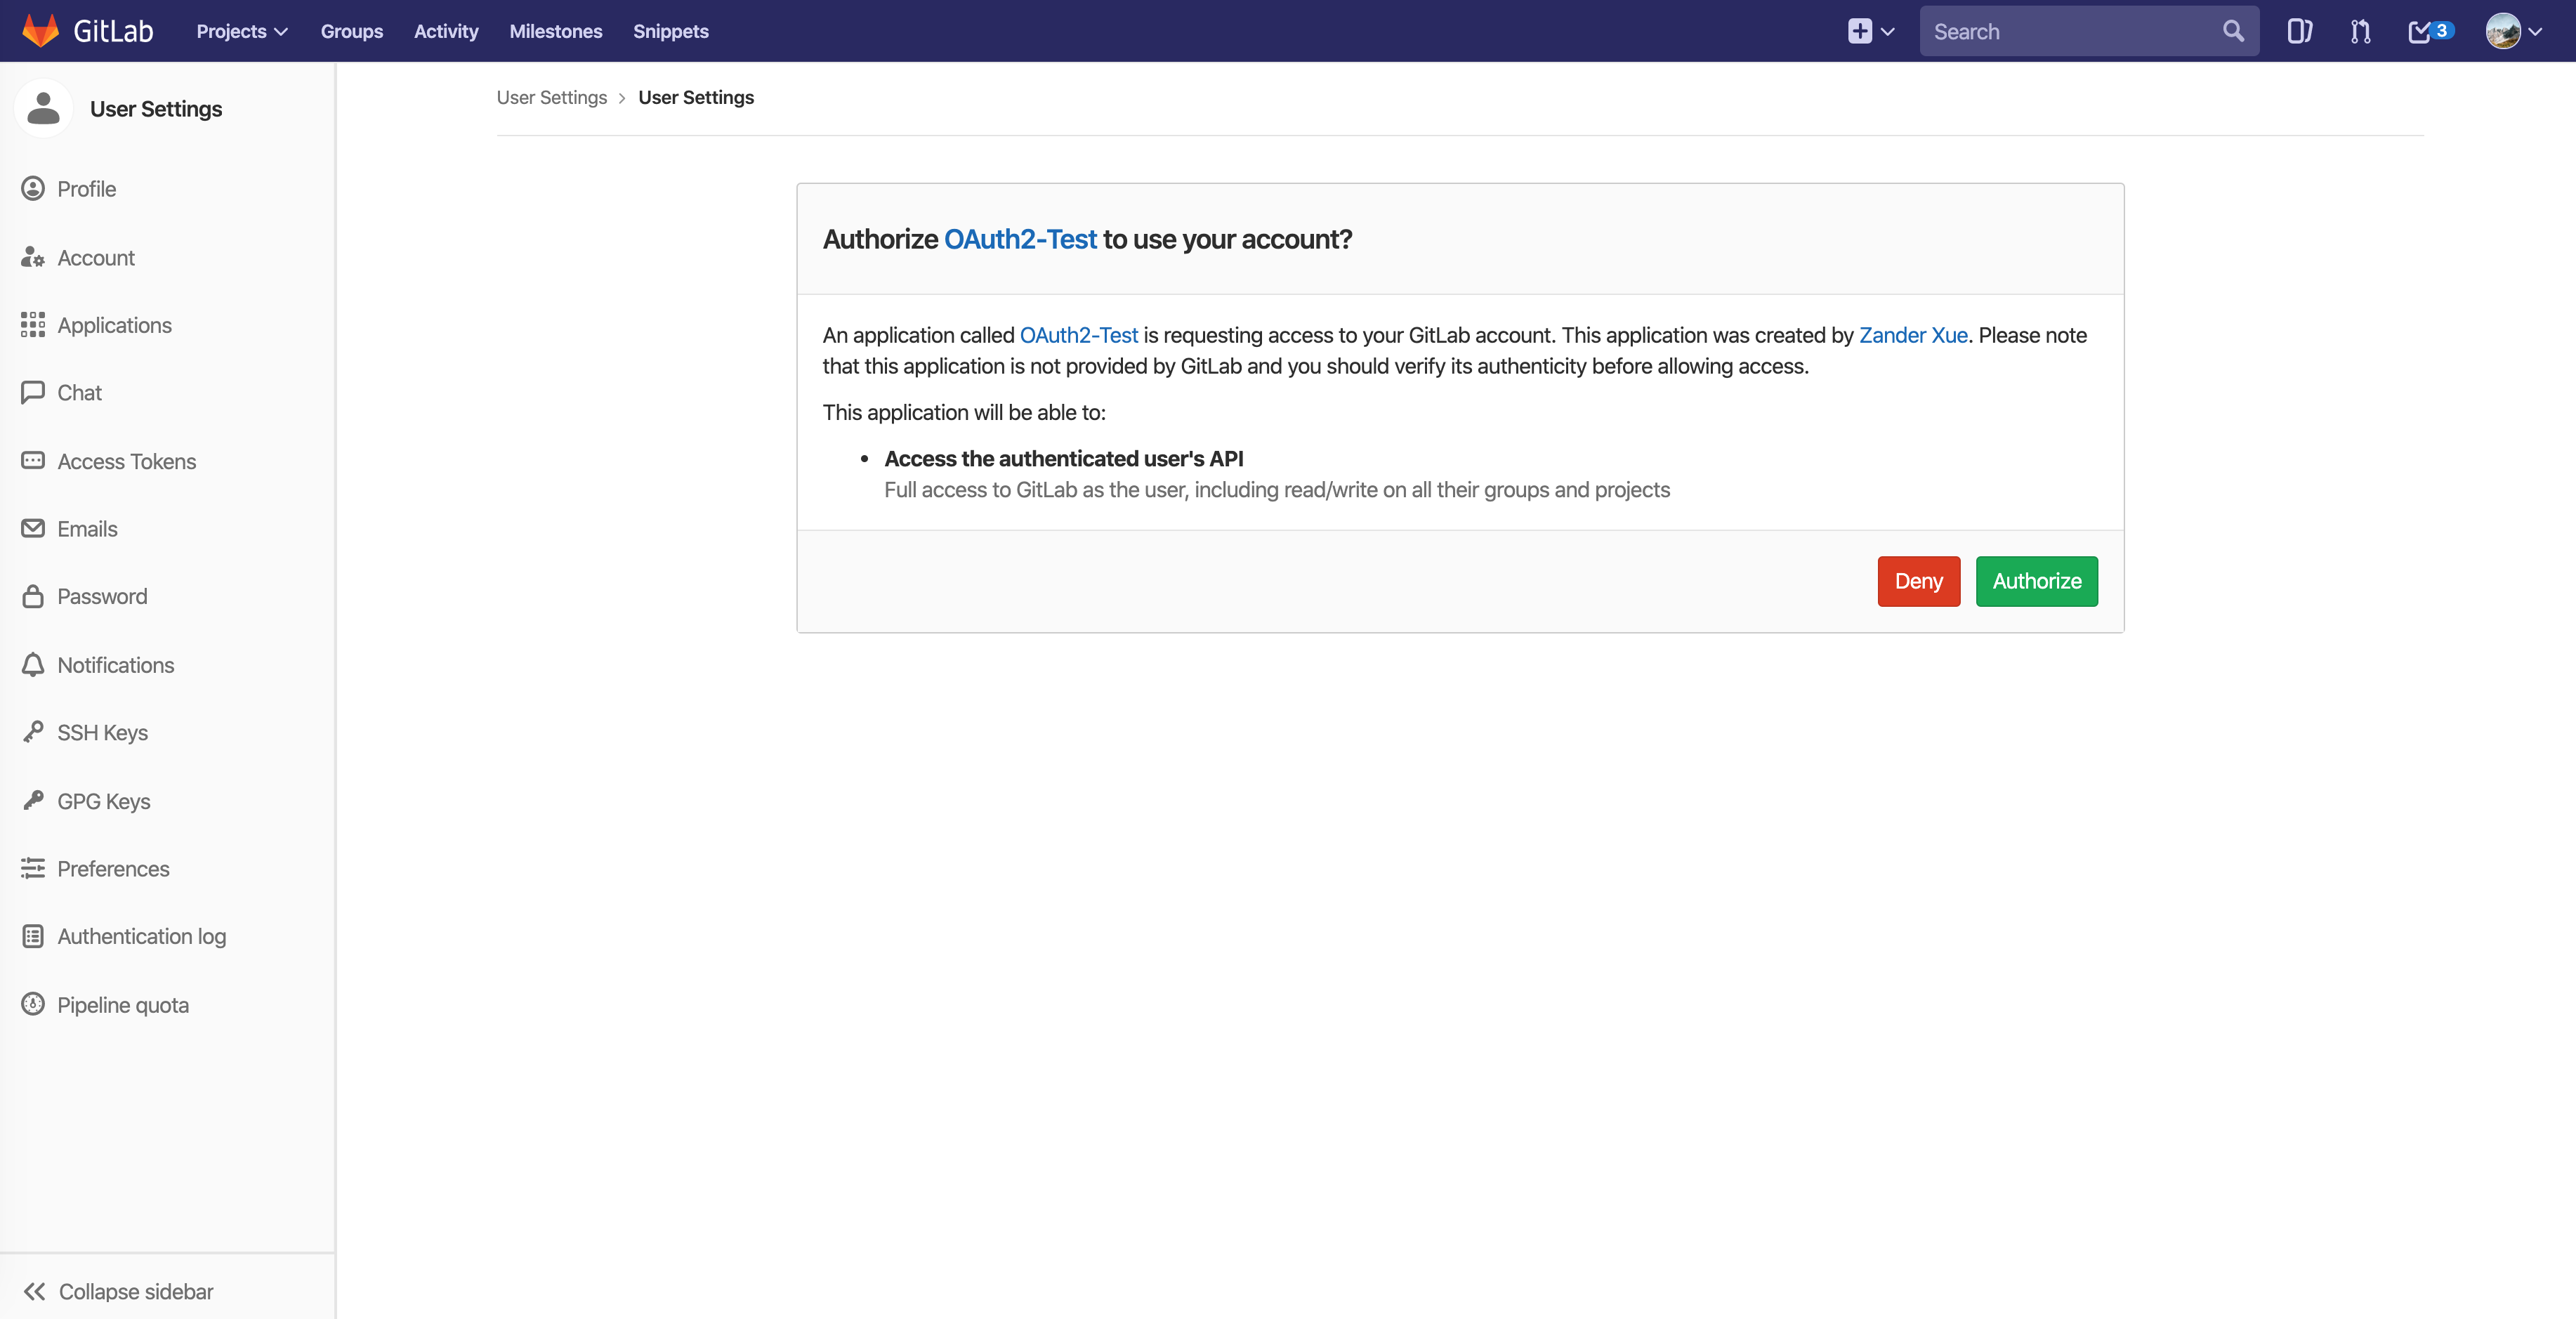 GitLab Projects Groups Activity Milestones Snippets Search 3
User Settings
Profile
Account
Applications
Chat
Access Tokens
Emails
Password
Notifications
SSH Keys
GPG Keys
Preferences
Authentication log
Pipeline quota
Collapse sidebar
User Settings > User Settings
Authorize OAuth2-Test to use your account?
An application called OAuth2-Test is requesting access to your GitLab account. This application was created by Zander Xue. Please note
that this application is not provided by GitLab and you should verify its authenticity before allowing access.
This application will be able to:
• Access the authenticated user's API
Full access to GitLab as the user, including read/write on all their groups and projects
Deny Authorize